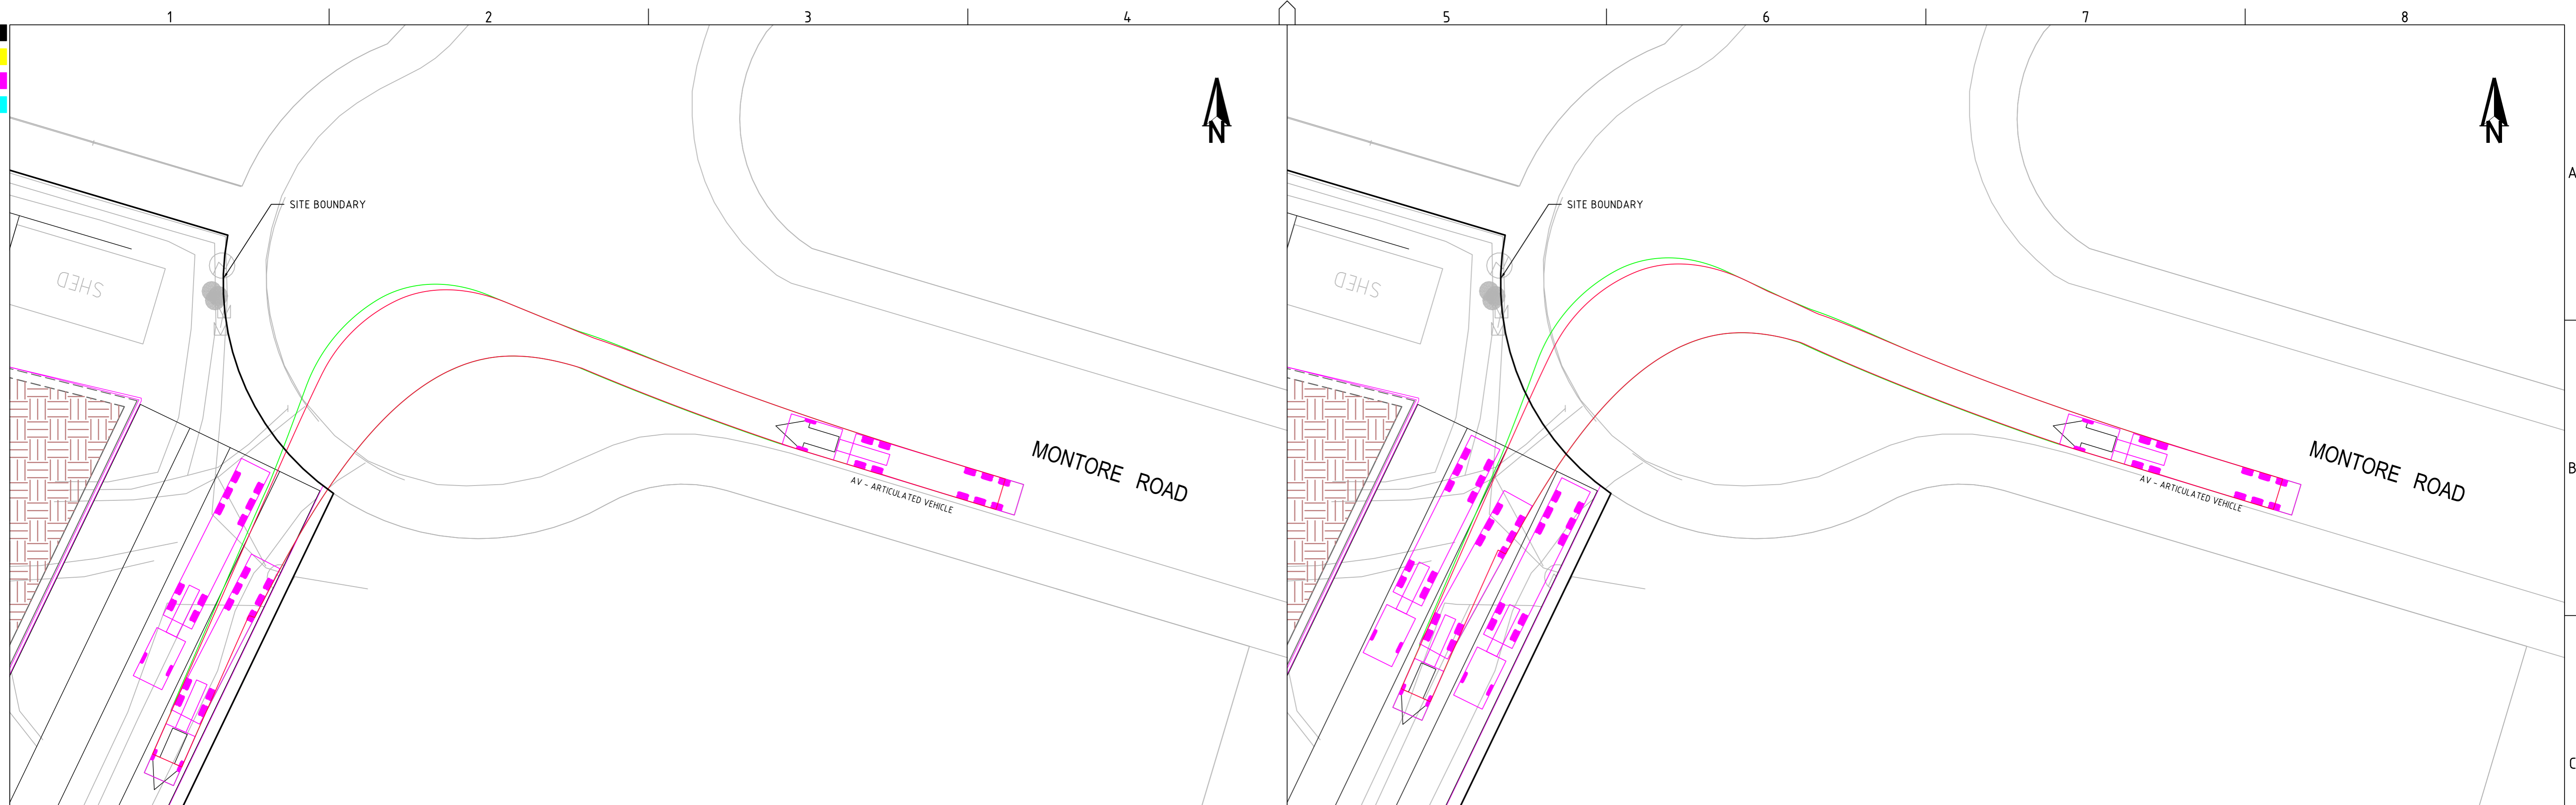 1 2 3 4 5 6 7 8
N N
A
SITE BOUNDARY SITE BOUNDARY
SHED SHED
MONTORE ROAD MONTORE ROAD
B
AV - ARTICULATED VEHICLE AV - ARTICULATED VEHICLE
C